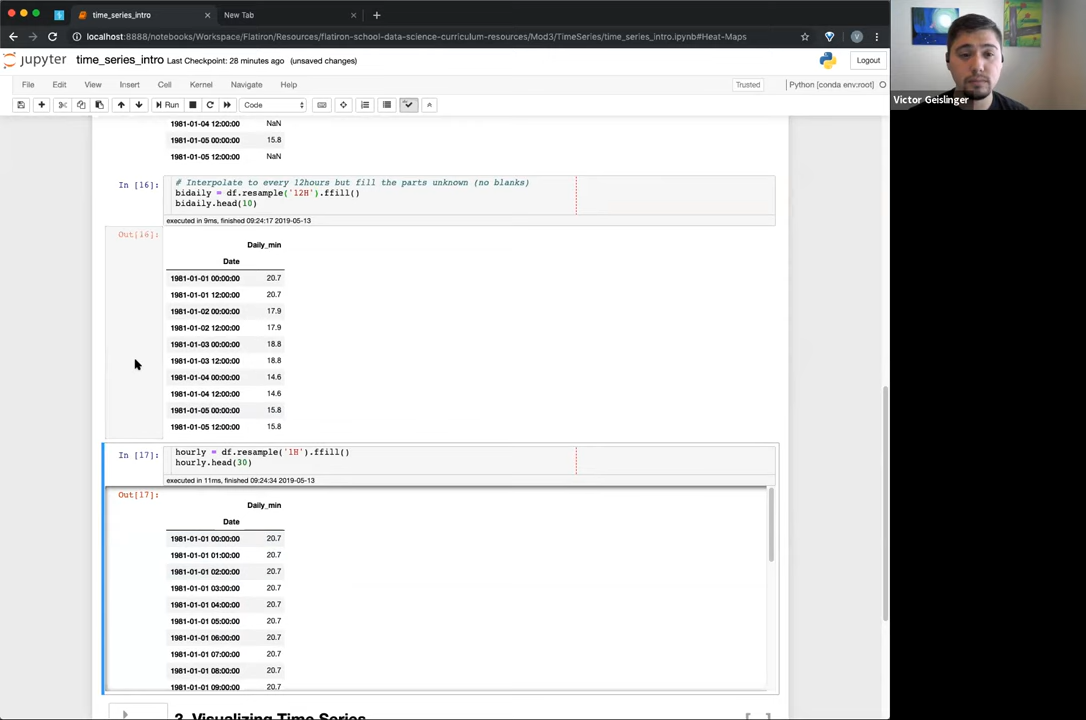 time_series_intro
New Tab
localhost:8888/notebooks/Workspace/Flatiron/Resources/flatiron-school-data-science-curriculum-resources/Mod3/TimeSeries/time_series_intro.ipynb#Heat-Maps
V
jupyter time_series_intro Last Checkpoint: 28 minutes ago (unsaved changes)
Logout
File Edit View Insert Cell Kernel Navigate Help
Trusted
Python [conda env:root]
Run
Code
1981-01-04 12:00:00 NaN
1981-01-05 00:00:00 15.8
1981-01-05 12:00:00 NaN
In [16]:
# Interpolate to every 12hours but fill the parts unknown (no blanks)
bidaily = df.resample('12H').ffill()
bidaily.head(10)
executed in 9ms, finished 09:24:17 2019-05-13
Out[16]:
Daily_min
Date
1981-01-01 00:00:00 20.7
1981-01-01 12:00:00 20.7
1981-01-02 00:00:00 17.9
1981-01-02 12:00:00 17.9
1981-01-03 00:00:00 18.8
1981-01-03 12:00:00 18.8
1981-01-04 00:00:00 14.6
1981-01-04 12:00:00 14.6
1981-01-05 00:00:00 15.8
1981-01-05 12:00:00 15.8
In [17]:
hourly = df.resample('1H').ffill()
hourly.head(30)
executed in 11ms, finished 09:24:34 2019-05-13
Out[17]:
Daily_min
Date
1981-01-01 00:00:00 20.7
1981-01-01 01:00:00 20.7
1981-01-01 02:00:00 20.7
1981-01-01 03:00:00 20.7
1981-01-01 04:00:00 20.7
1981-01-01 05:00:00 20.7
1981-01-01 06:00:00 20.7
1981-01-01 07:00:00 20.7
1981-01-01 08:00:00 20.7
1981-01-01 09:00:00 20.7
Visualizing Time Series
Victor Geislinger